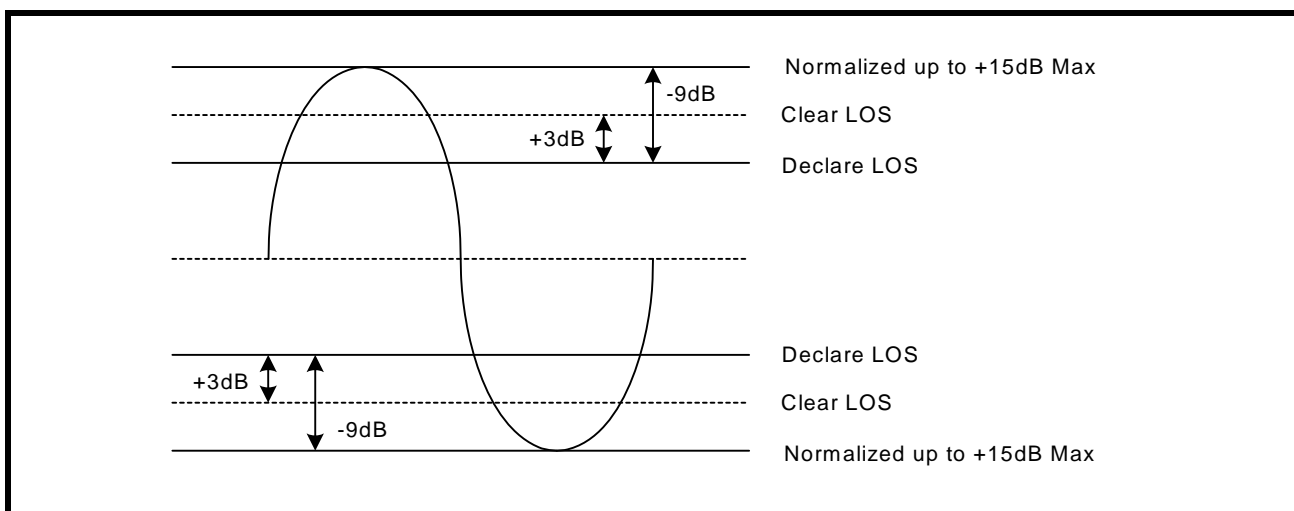 Normalized up to +15dB Max
-9dB
Clear LOS
+3dB
Declare LOS
Declare LOS
+3dB
Clear LOS
-9dB
Normalized up to +15dB Max